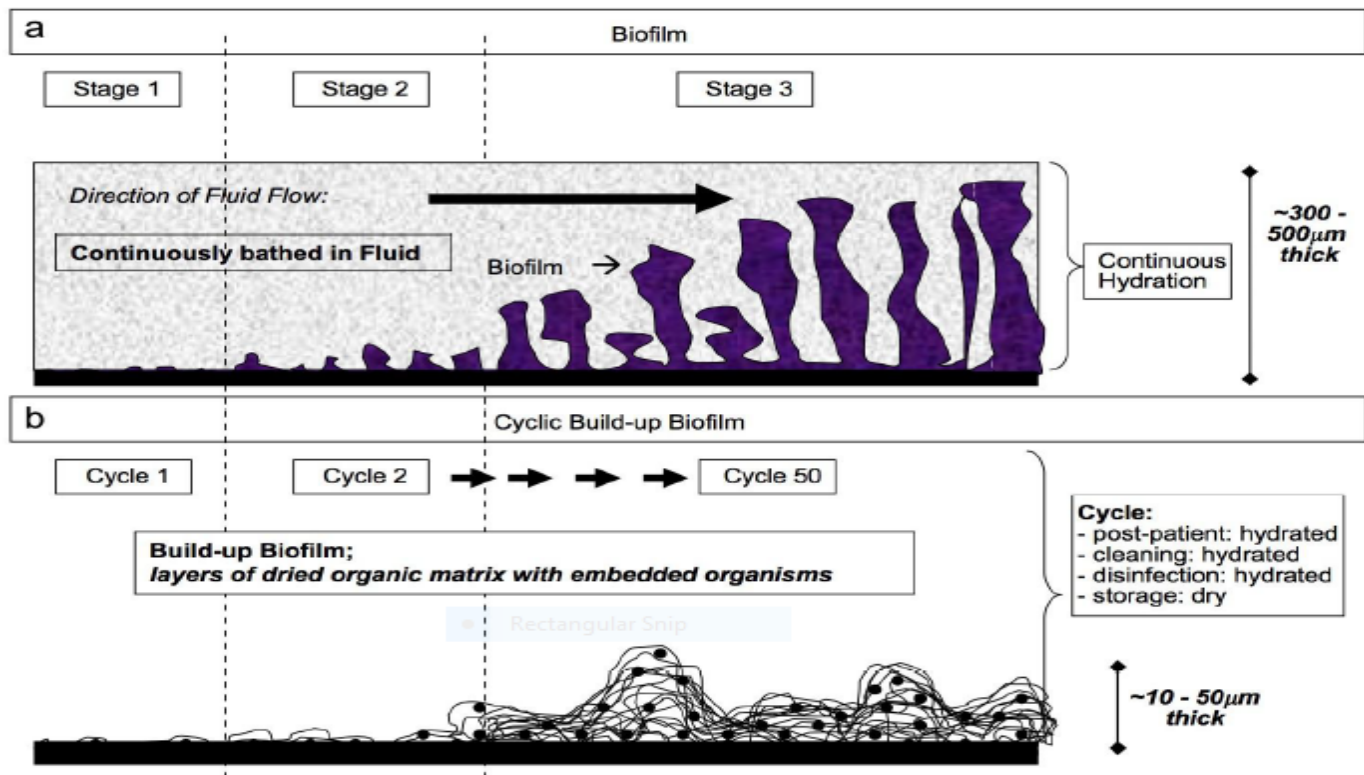 a
Biofilm
Stage 1
Stage 2
Stage 3
Direction of Fluid Flow:
Continuously bathed in Fluid
Biofilm
Continuous
Hydration
~300 -
500μm
thick
b
Cyclic Build-up Biofilm
Cycle 1
Cycle 2
Cycle 50
Build-up Biofilm;
layers of dried organic matrix with embedded organisms
Cycle:
- post-patient: hydrated
- cleaning: hydrated
- disinfection: hydrated
- storage: dry
Rectangular Snip
~10 - 50μm
thick